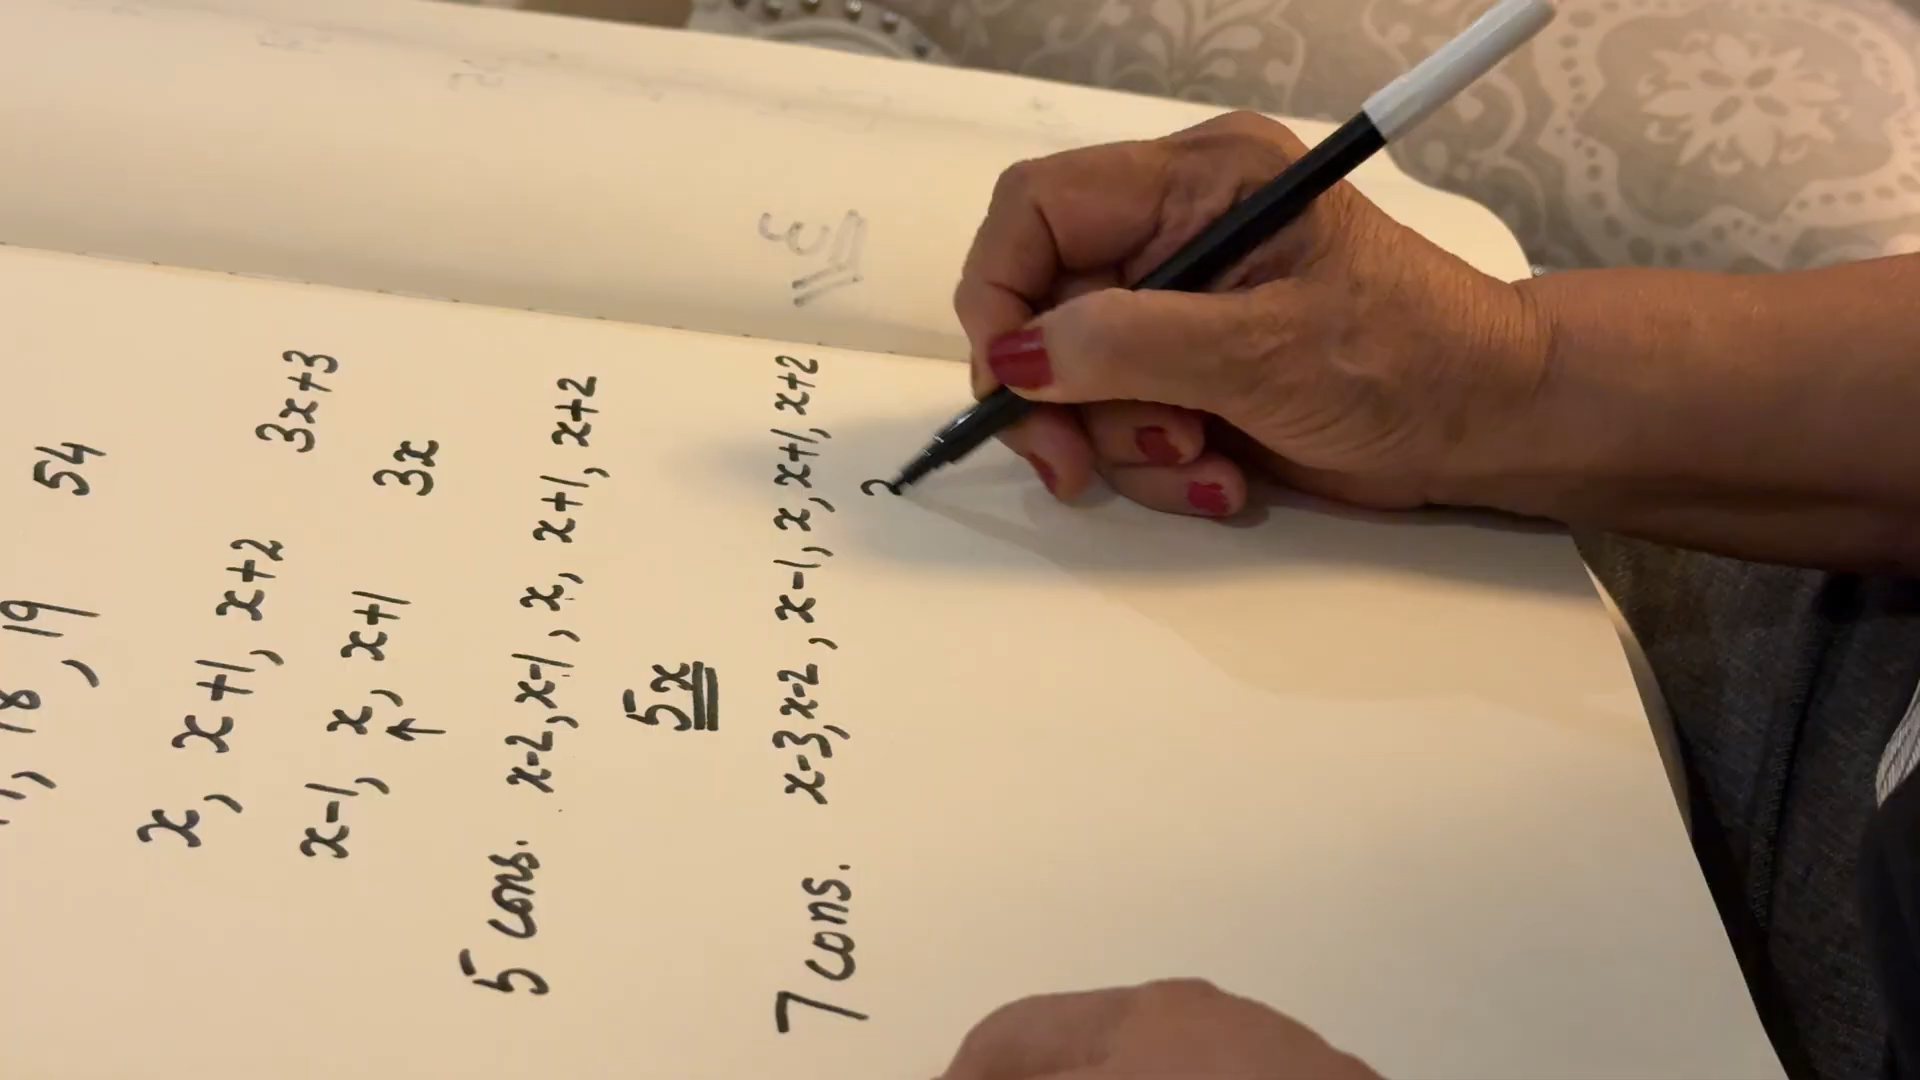 , 18, 19 54
x, x+1, x+2 3x+3
x-1, x, x+1 3x
↑
5 cons. x-2, x-1, x, x+1, x+2
5x
7 cons. x-3, x-2, x-1, x, x+1, x+2